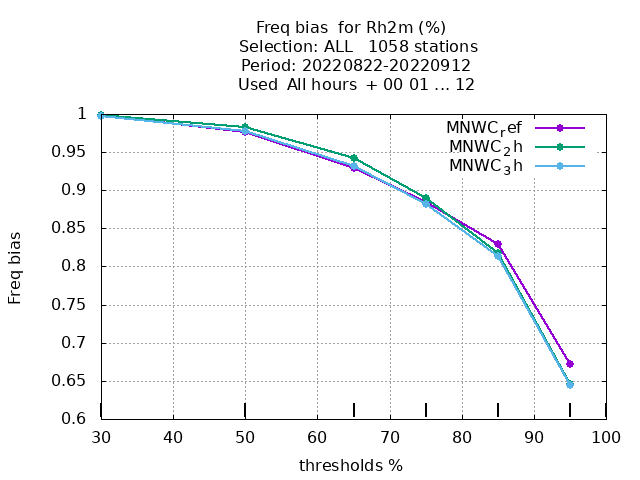 Freq bias  for Rh2m (%)
Selection: ALL   1058 stations
Period: 20220822-20220912
Used  All hours  + 00 01 ... 12
MNWC_ref
MNWC_2h
MNWC_3h
1
0.95
0.9
0.85
0.8
0.75
0.7
0.65
0.6
Freq bias
30 40 50 60 70 80 90 100
thresholds %